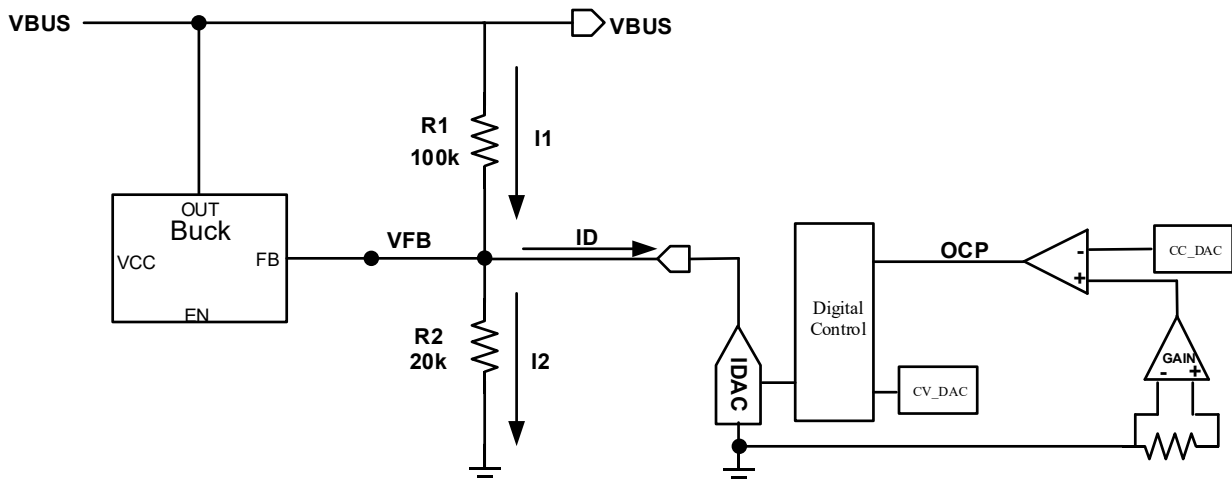 VBUS
VBUS
R1
100k
I1
OUT
Buck
VCC
FB
EN
VFB
ID
R2
20k
I2
IDAC
Digital
Control
OCP
-
+
CC_DAC
CV_DAC
GAIN
- +